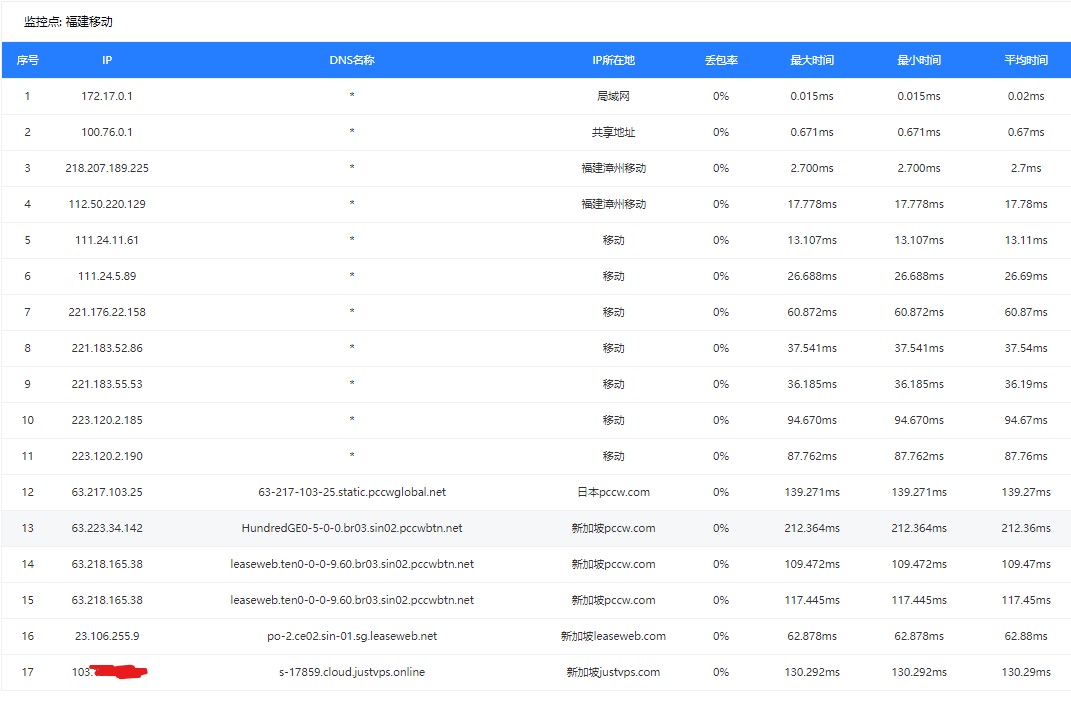 监控点: 福建移动
序号 IP DNS名称 IP所在地 丢包率 最大时间 最小时间 平均时间
1 172.17.0.1 * 局域网 0% 0.015ms 0.015ms 0.02ms
2 100.76.0.1 * 共享地址 0% 0.671ms 0.671ms 0.67ms
3 218.207.189.225 * 福建漳州移动 0% 2.700ms 2.700ms 2.7ms
4 112.50.220.129 * 福建漳州移动 0% 17.778ms 17.778ms 17.78ms
5 111.24.11.61 * 移动 0% 13.107ms 13.107ms 13.11ms
6 111.24.5.89 * 移动 0% 26.688ms 26.688ms 26.69ms
7 221.176.22.158 * 移动 0% 60.872ms 60.872ms 60.87ms
8 221.183.52.86 * 移动 0% 37.541ms 37.541ms 37.54ms
9 221.183.55.53 * 移动 0% 36.185ms 36.185ms 36.19ms
10 223.120.2.185 * 移动 0% 94.670ms 94.670ms 94.67ms
11 223.120.2.190 * 移动 0% 87.762ms 87.762ms 87.76ms
12 63.217.103.25 63-217-103-25.static.pccwglobal.net 日本pccw.com 0% 139.271ms 139.271ms 139.27ms
13 63.223.34.142 HundredGE0-5-0-0.br03.sin02.pccwbtn.net 新加坡pccw.com 0% 212.364ms 212.364ms 212.36ms
14 63.218.165.38 leaseweb.ten0-0-0-9.60.br03.sin02.pccwbtn.net 新加坡pccw.com 0% 109.472ms 109.472ms 109.47ms
15 63.218.165.38 leaseweb.ten0-0-0-9.60.br03.sin02.pccwbtn.net 新加坡pccw.com 0% 117.445ms 117.445ms 117.45ms
16 23.106.255.9 po-2.ce02.sin-01.sg.leaseweb.net 新加坡leaseweb.com 0% 62.878ms 62.878ms 62.88ms
17 103. s-17859.cloud.justvps.online 新加坡justvps.com 0% 130.292ms 130.292ms 130.29ms